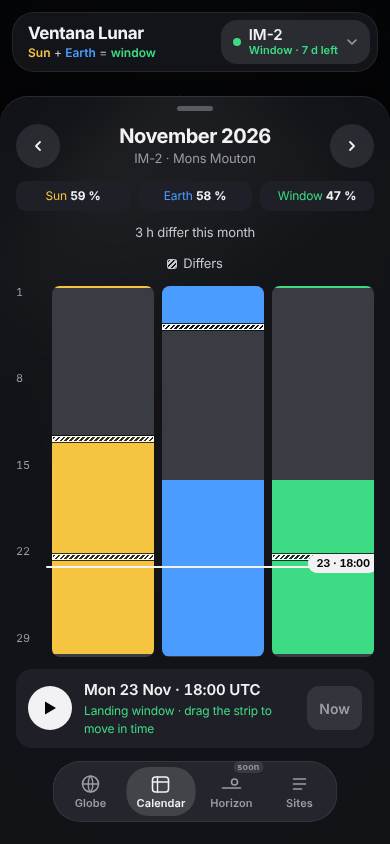 Ventana Lunar
Sun + Earth = window
IM-2
Window · 7 d left
November 2026
IM-2 · Mons Mouton
Sun 59 %
Earth 58 %
Window 47 %
3 h differ this month
Differs
1
8
15
22
23 · 18:00
29
Mon 23 Nov · 18:00 UTC
Landing window · drag the strip to
move in time
Now
soon
Globe
Calendar
Horizon
Sites